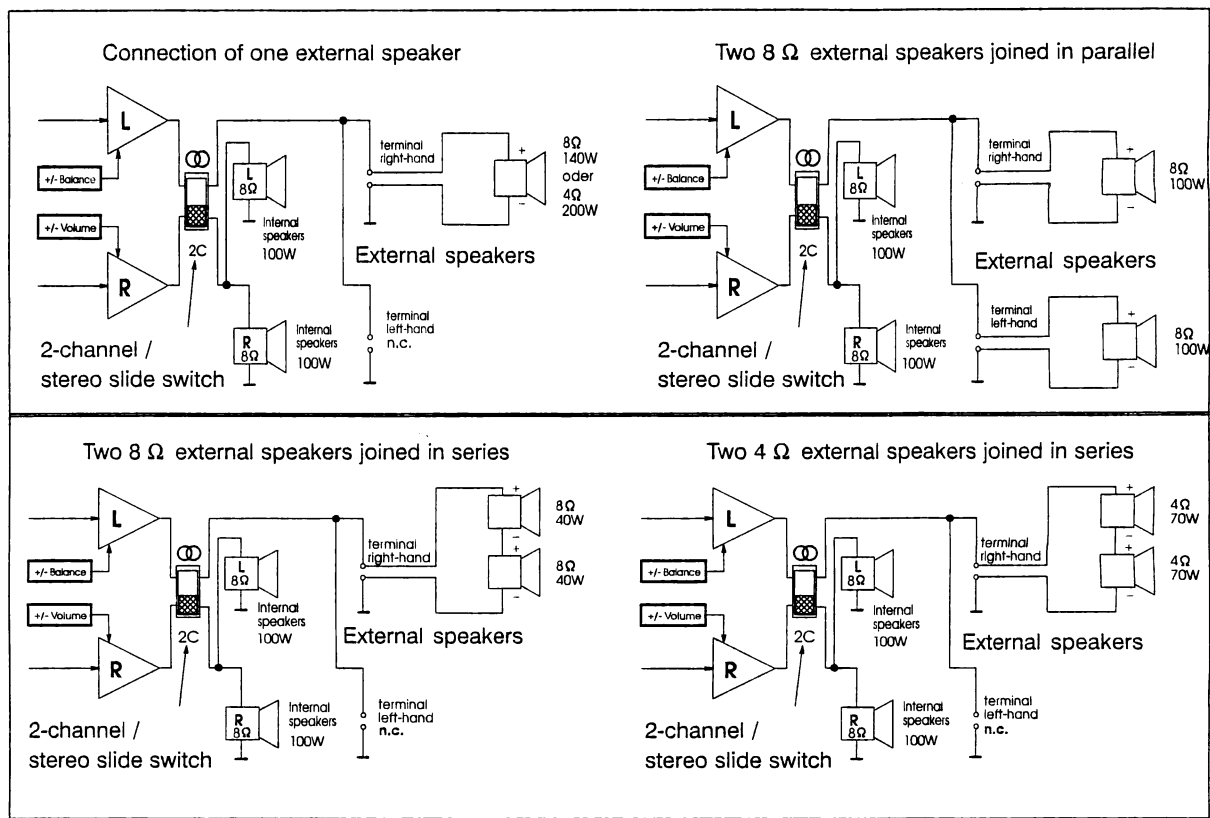 Connection of one external speaker
L
+/- Balance
+/- Volume
R
2C
L
8Ω
Internal
speakers
100W
R
8Ω
Internal
speakers
100W
terminal
right-hand
+
−
8Ω
140W
oder
4Ω
200W
External speakers
terminal
left-hand
n.c.
2-channel /
stereo slide switch
Two 8 Ω external speakers joined in parallel
L
+/- Balance
+/- Volume
R
2C
L
8Ω
Internal
speakers
100W
R
8Ω
Internal
speakers
100W
terminal
right-hand
+
−
8Ω
100W
External speakers
terminal
left-hand
+
−
8Ω
100W
2-channel /
stereo slide switch
Two 8 Ω external speakers joined in series
L
+/- Balance
+/- Volume
R
2C
L
8Ω
Internal
speakers
100W
R
8Ω
Internal
speakers
100W
terminal
right-hand
+
−
8Ω
40W
+
−
8Ω
40W
External speakers
terminal
left-hand
n.c.
2-channel /
stereo slide switch
Two 4 Ω external speakers joined in series
L
+/- Balance
+/- Volume
R
2C
L
8Ω
Internal
speakers
100W
R
8Ω
Internal
speakers
100W
terminal
right-hand
+
−
4Ω
70W
+
−
4Ω
70W
External speakers
terminal
left-hand
n.c.
2-channel /
stereo slide switch